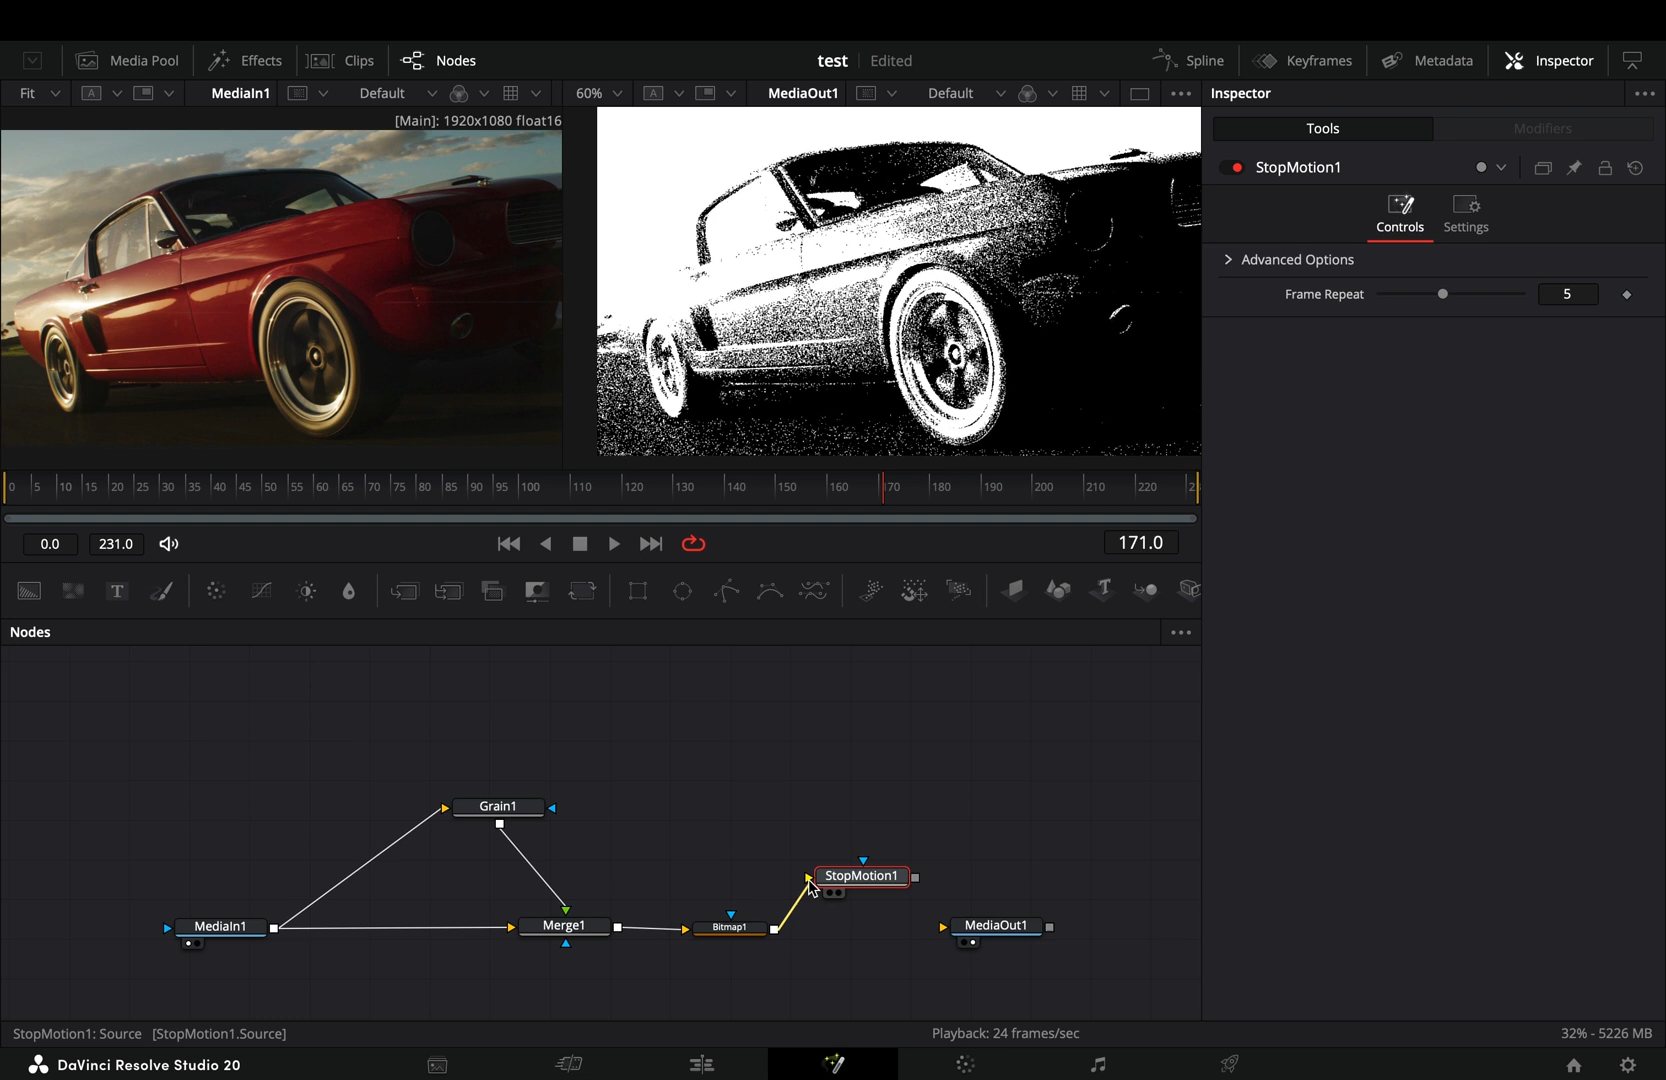 Media Pool
Effects
Clips
Nodes
test
Edited
Spline
Keyframes
Metadata
Inspector
Fit
A
MediaIn1
Default
60%
A
MediaOut1
Default
Inspector
[Main]: 1920x1080 float16
Tools
Modifiers
StopMotion1
Controls
Settings
Advanced Options
Frame Repeat
5
0 5 10 15 20 25 30 35 40 45 50 55 60 65 70 75 80 85 90 95 100 110 120 130 140 150 160 170 180 190 200 210 220
0.0
231.0
171.0
T
T
Nodes
Grain1
StopMotion1
MediaIn1
Merge1
Bitmap1
MediaOut1
StopMotion1: Source [StopMotion1.Source]
Playback: 24 frames/sec
32% - 5226 MB
DaVinci Resolve Studio 20